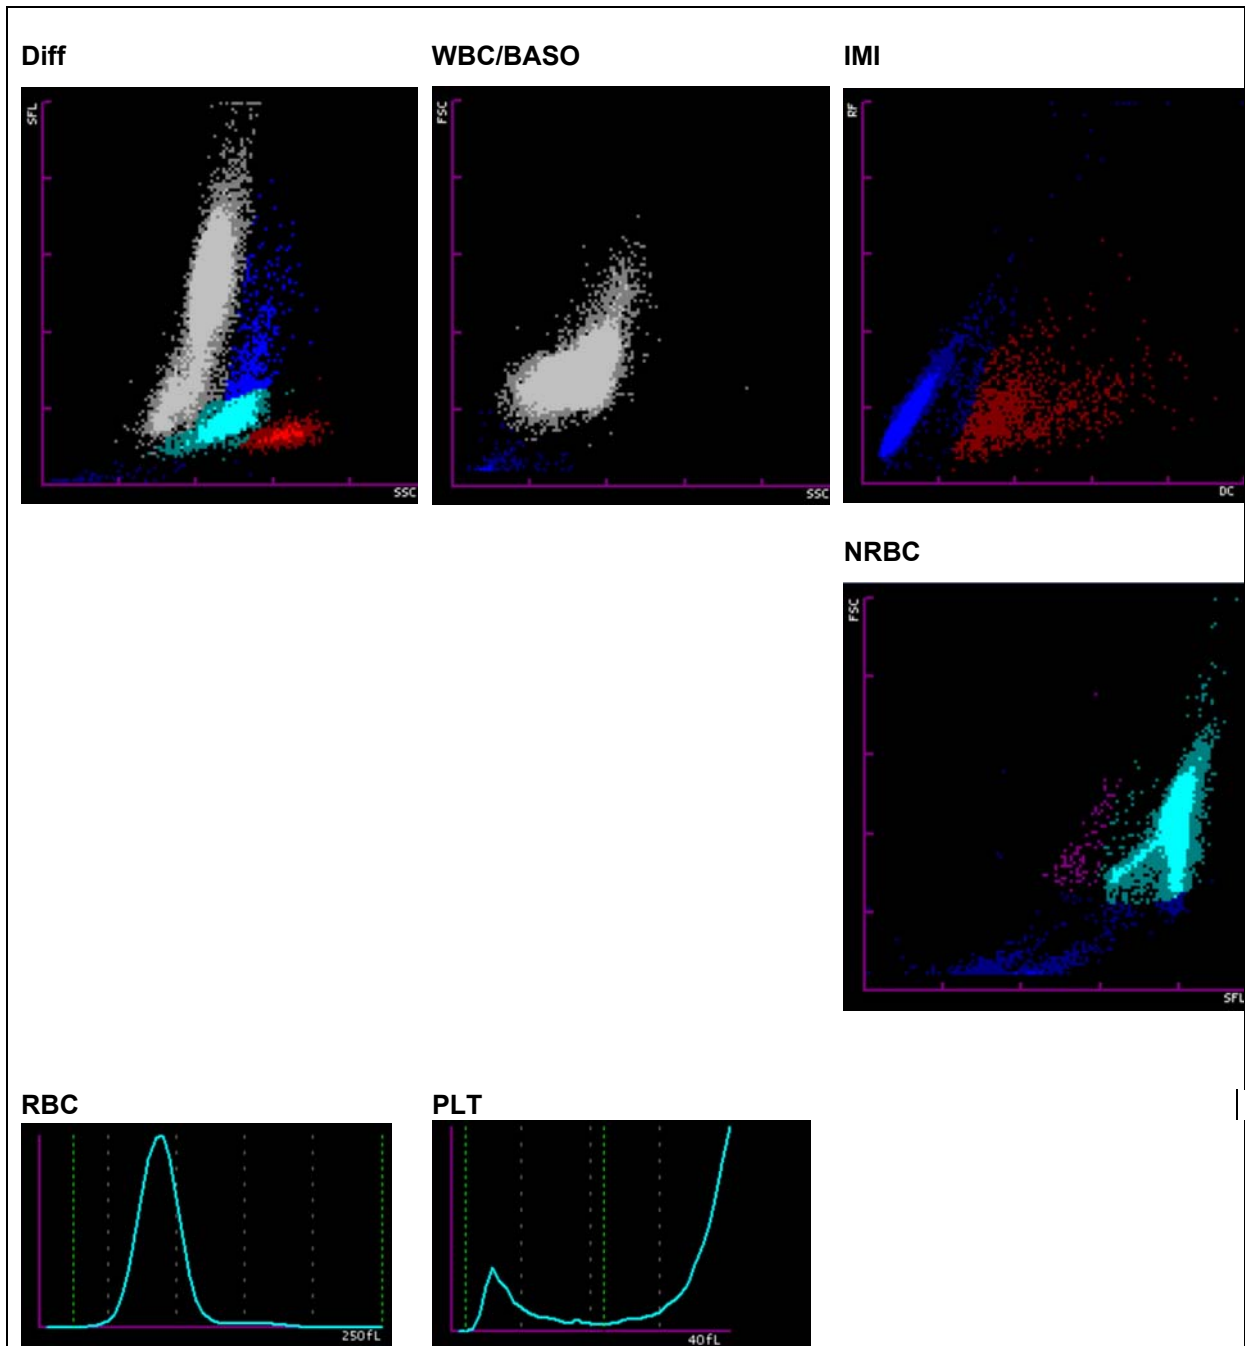 Diff
WBC/BASO
IMI
SFL
SSC
FSC
SSC
RF
DC
NRBC
FSC
SFL
RBC
PLT
250fL
40fL